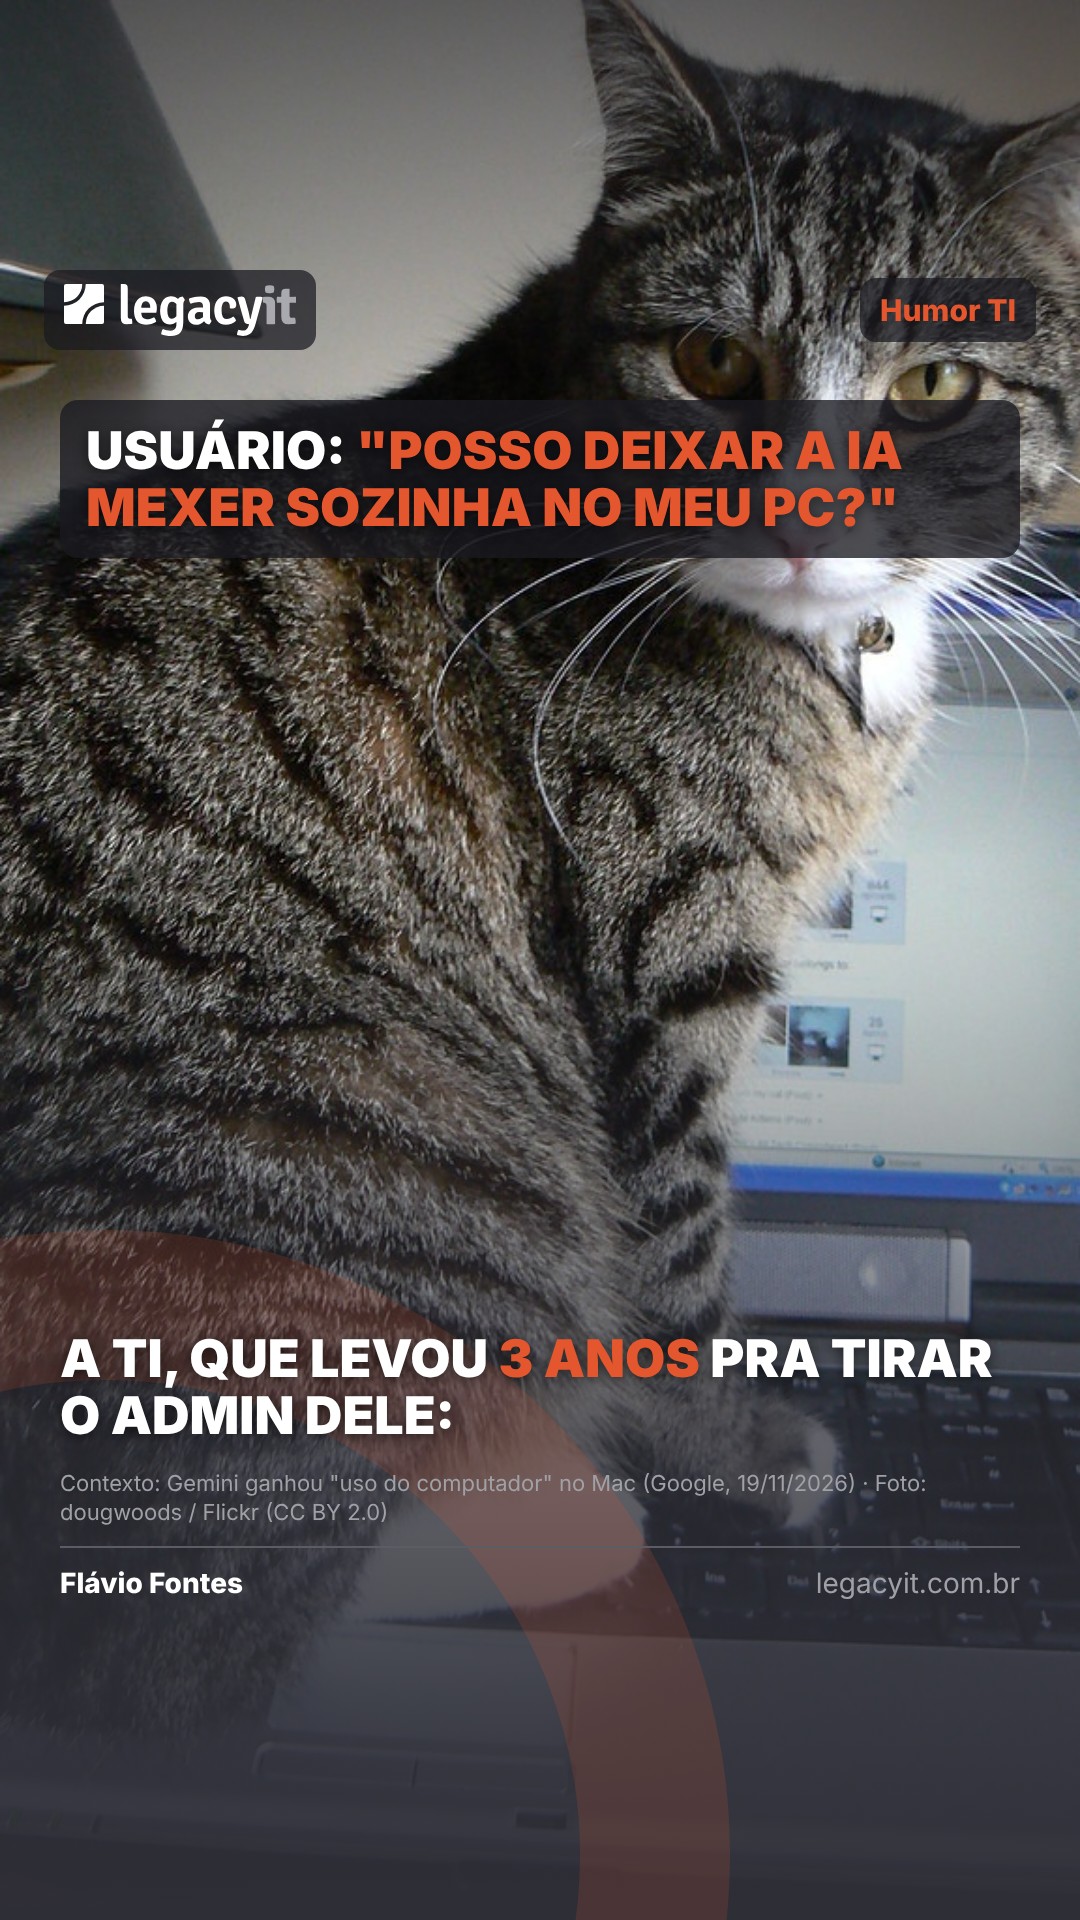 legacyit
Humor TI
USUÁRIO: "POSSO DEIXAR A IA
MEXER SOZINHA NO MEU PC?"
A TI, QUE LEVOU 3 ANOS PRA TIRAR
O ADMIN DELE:
Contexto: Gemini ganhou "uso do computador" no Mac (Google, 19/11/2026) · Foto:
dougwoods / Flickr (CC BY 2.0)
Flávio Fontes
legacyit.com.br